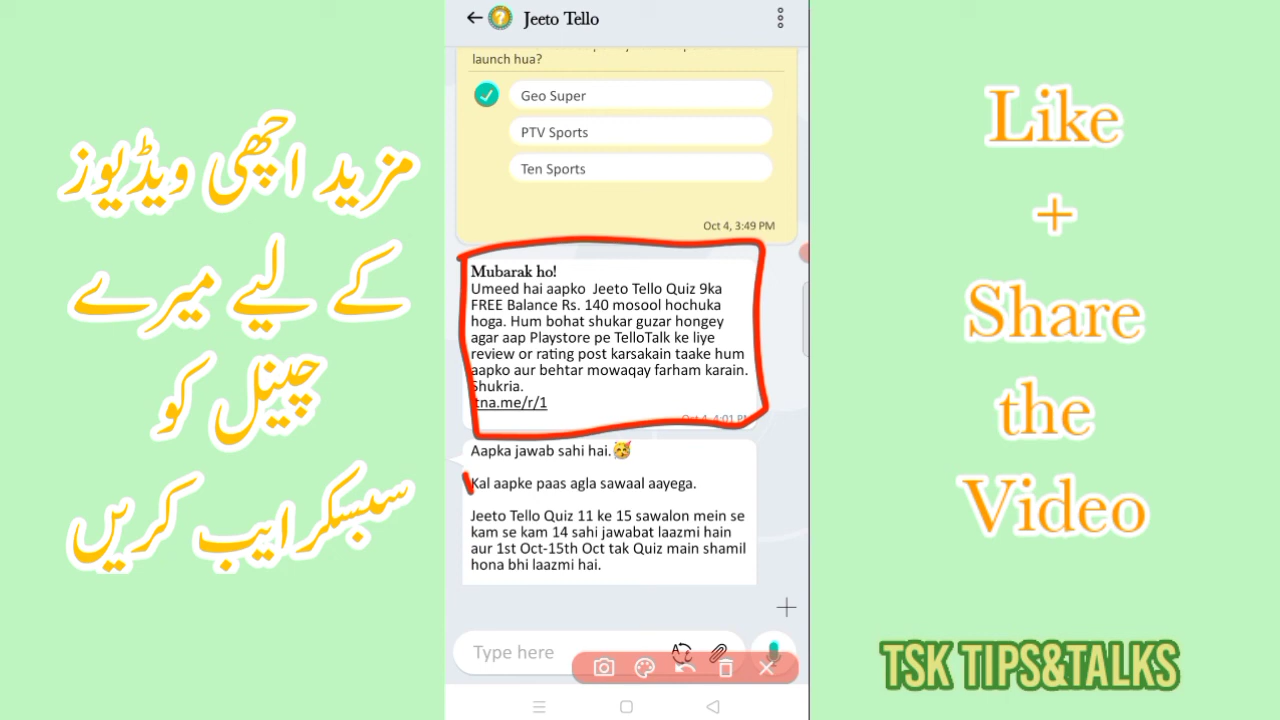 مزید اچھی ویڈیوز
کے لیے میرے
چینل کو
سبسکرایب کریں
Jeeto Tello
launch hua?
Geo Super
PTV Sports
Ten Sports
Oct 4, 3:49 PM
Mubarak ho!
Umeed hai aapko Jeeto Tello Quiz 9ka
FREE Balance Rs. 140 mosool hochuka
hoga. Hum bohat shukar guzar hongey
agar aap Playstore pe TelloTalk ke liye
review or rating post karsakain taake hum
aapko aur behtar mowaqay farham karain.
Shukria.
tna.me/r/1
Oct 4, 4:01 PM
Aapka jawab sahi hai.🥳
Kal aapke paas agla sawaal aayega.
Jeeto Tello Quiz 11 ke 15 sawalon mein se
kam se kam 14 sahi jawabat laazmi hain
aur 1st Oct-15th Oct tak Quiz main shamil
hona bhi laazmi hai.
Type here
Like
+
Share
the
Video
TSK TIPS&TALKS